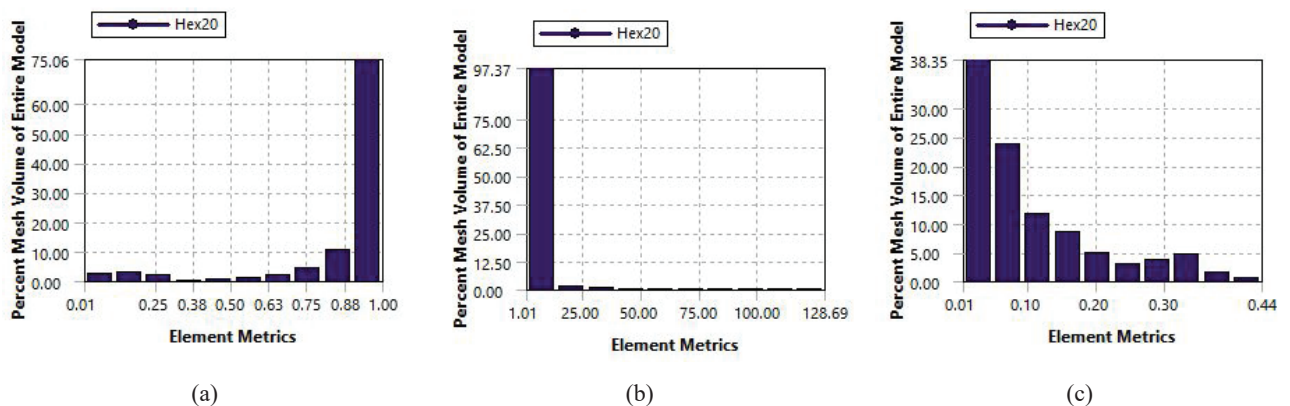 Hex20
Percent Mesh Volume of Entire Model
75.06
60.00
50.00
40.00
30.00
20.00
10.00
0.00
0.01 0.25 0.38 0.50 0.63 0.75 0.88 1.00
Element Metrics
(a)
Hex20
Percent Mesh Volume of Entire Model
97.37
75.00
62.50
50.00
37.50
25.00
12.50
0.00
1.01 25.00 50.00 75.00 100.00 128.69
Element Metrics
(b)
Hex20
Percent Mesh Volume of Entire Model
38.35
30.00
25.00
20.00
15.00
10.00
5.00
0.00
0.01 0.10 0.20 0.30 0.44
Element Metrics
(c)